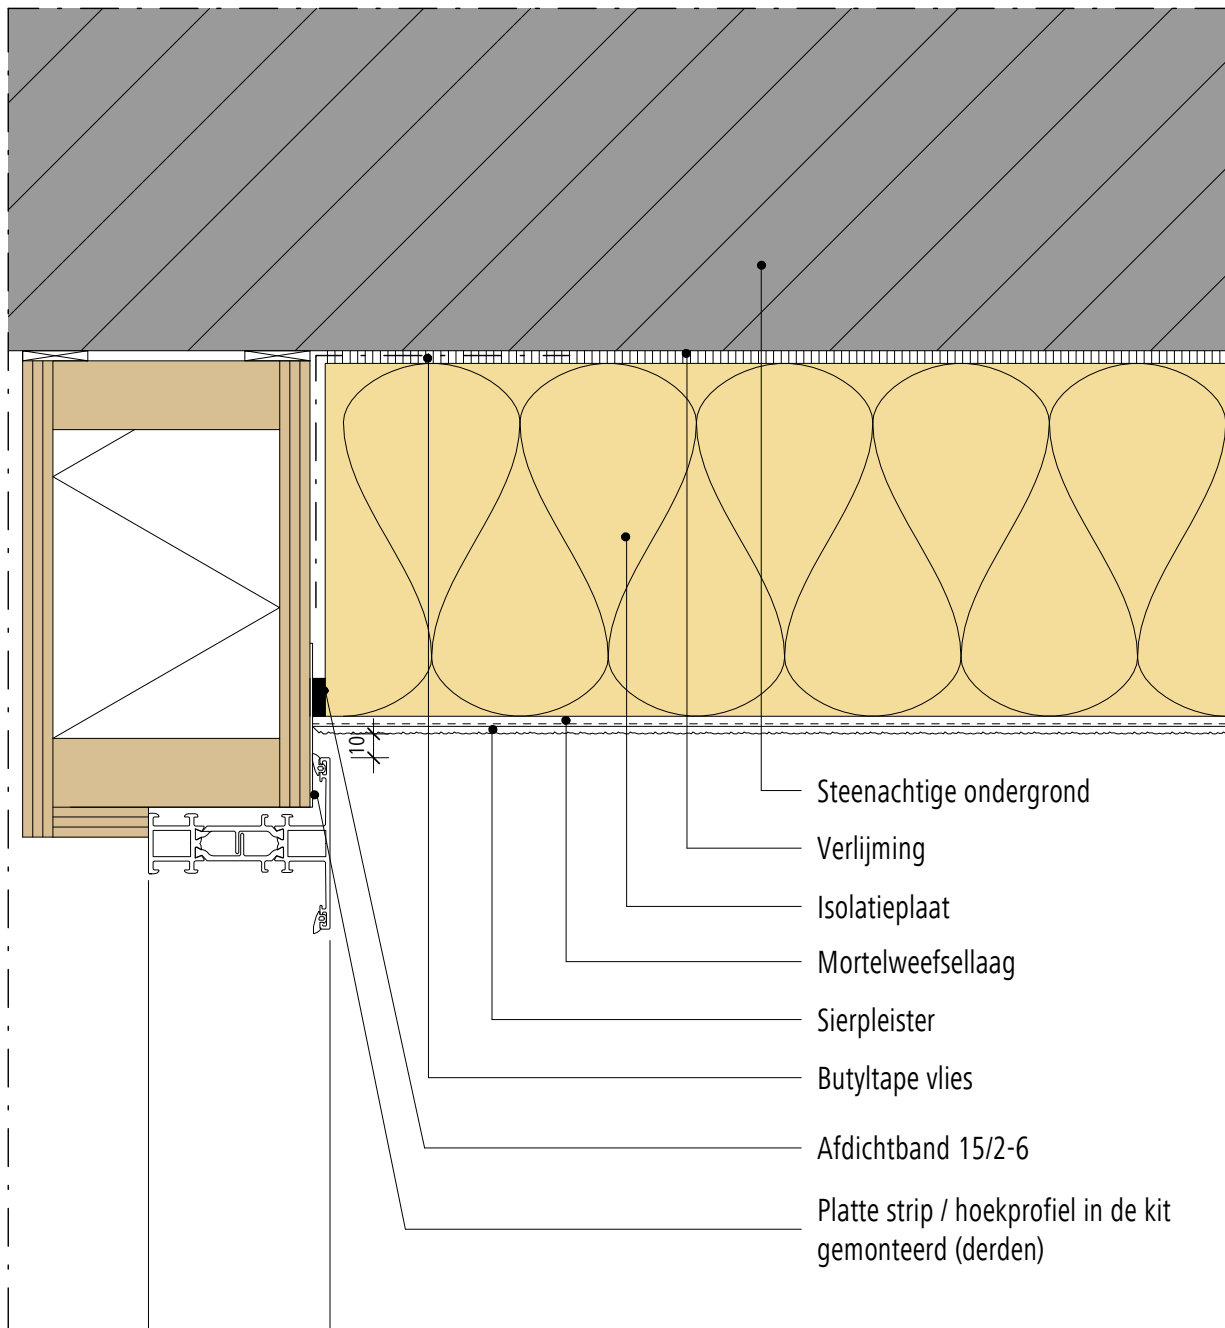 10
Steenachtige ondergrond
Verlijming
Isolatieplaat
Mortelweefsellaag
Sierpleister
Butyltape vlies
Afdichtband 15/2-6
Platte strip / hoekprofiel in de kit
gemonteerd (derden)